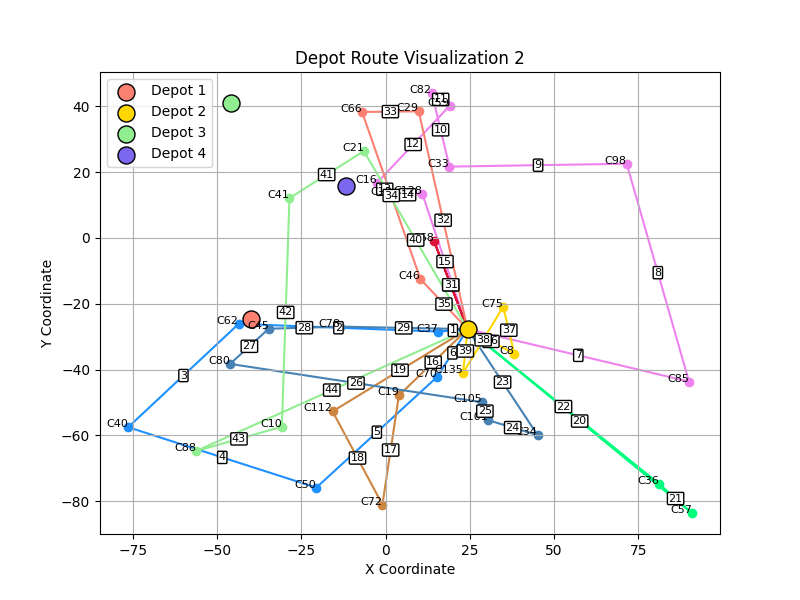 Depot Route Visualization 2
Depot 1
Depot 2
Depot 3
Depot 4
Y Coordinate
X Coordinate
40
20
0
−20
−40
−60
−80
−75
−50
−25
0
25
50
75
C82
11
C66
33
C29
10
12
C21
C33
9
C98
41
C16
C41
34
14
C128
32
40
15
8
31
C46
35
C75
42
C62
C45
28
C78
2
29
C37
1
37
38
27
6
39
C8
7
C80
16
19
C135
C70
3
26
44
23
C85
C19
C105
C112
25
22
C40
C10
24
20
5
43
C88
4
18
17
C36
C50
21
C72
C57